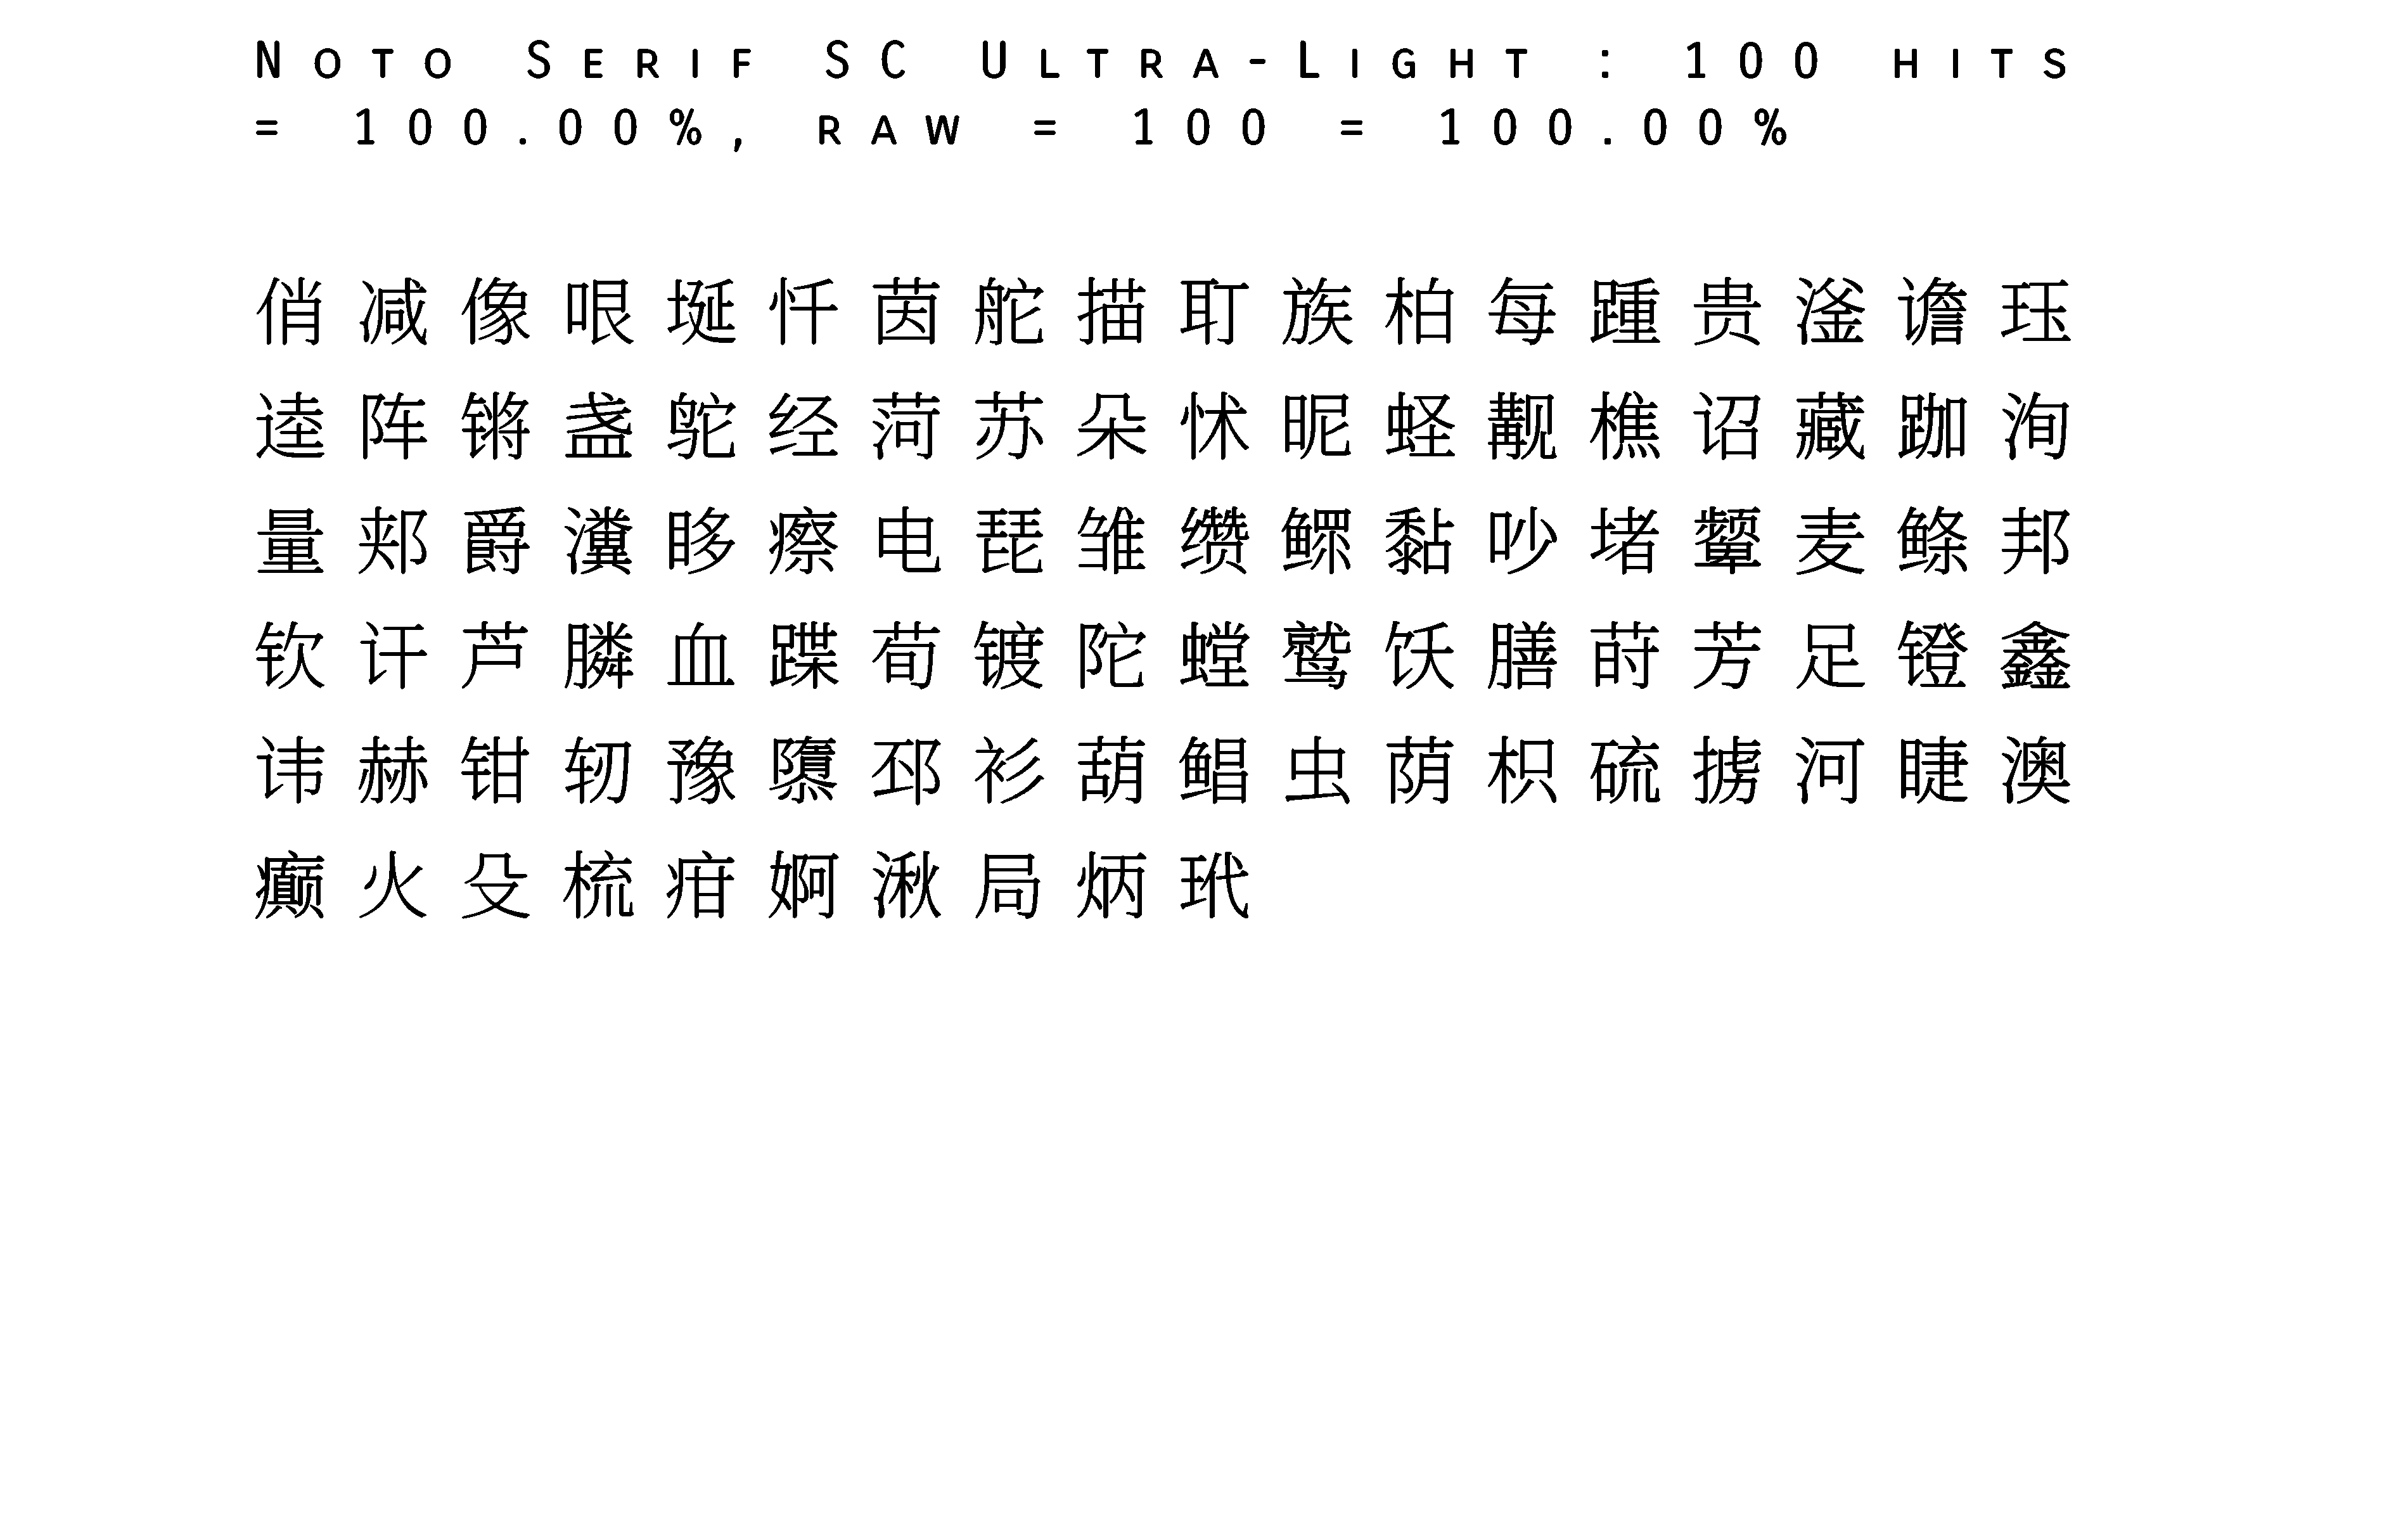 Noto Serif SC Ultra-Light : 100 hits
= 100.00%, raw = 100 = 100.00%
俏减像哏埏忏茵舵描耵族柏每踵贵滏谵珏
逵阵锵盏鸵经菏苏朵怵昵蛏觏樵诏藏跏洵
量郏爵瀵眵瘵电琵雏缵鳏黏吵堵颦麦鲦邦
钦讦芦膦血蹀荀镀陀螳鹫饫膳莳芳足镫鑫
讳赫钳轫豫隳邳衫葫鲳虫荫枳硫掳河睫澳
癫火殳梳疳婀湫局炳玳